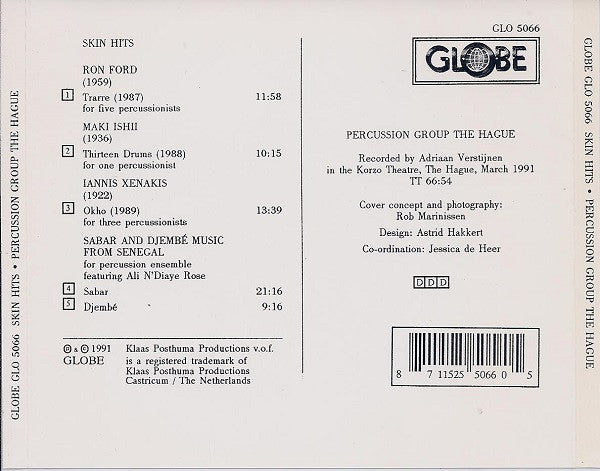 GLOBE GLO 5066 SKIN HITS • PERCUSSION GROUP THE HAGUE
SKIN HITS
RON FORD
(1959)
1 Trarre (1987) 11:58
for five percussionists
MAKI ISHII
(1936)
2 Thirteen Drums (1988) 10:15
for one percussionist
IANNIS XENAKIS
(1922)
3 Okho (1989) 13:39
for three percussionists
SABAR AND DJEMBÉ MUSIC
FROM SENEGAL
for percussion ensemble
featuring Ali N'Diaye Rose
4 Sabar 21:16
5 Djembé 9:16
℗ & © 1991 Klaas Posthuma Productions v.o.f.
GLOBE is a registered trademark of
Klaas Posthuma Productions
Castricum / The Netherlands
GLO 5066
GLOBE
PERCUSSION GROUP THE HAGUE
Recorded by Adriaan Verstijnen
in the Korzo Theatre, The Hague, March 1991
TT 66:54
Cover concept and photography:
Rob Marinissen
Design: Astrid Hakkert
Co-ordination: Jessica de Heer
DDD
8 711525 506605
GLOBE GLO 5066 SKIN HITS • PERCUSSION GROUP THE HAGUE